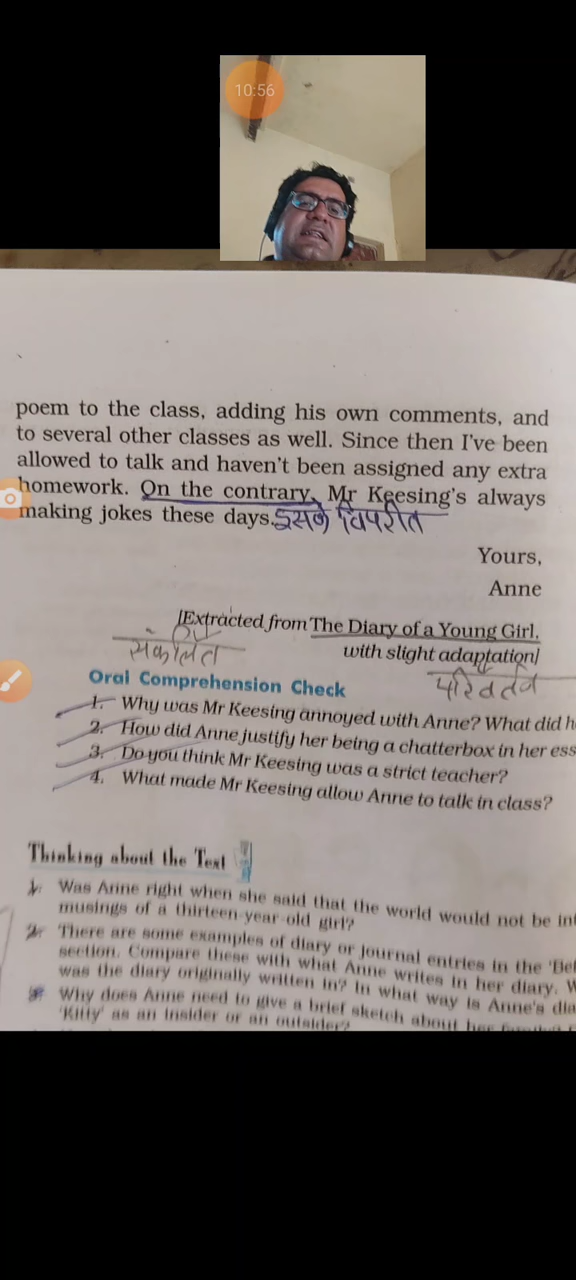 10:56
poem to the class, adding his own comments, and
to several other classes as well. Since then I've been
allowed to talk and haven't been assigned any extra
homework. On the contrary, Mr Keesing's always
making jokes these days. इसके विपरीत
Yours,
Anne
[Extracted from The Diary of a Young Girl,
with slight adaptation]
संकलित
परिवर्तन
Oral Comprehension Check
1. Why was Mr Keesing annoyed with Anne? What did h
2. How did Anne justify her being a chatterbox in her ess
3. Do you think Mr Keesing was a strict teacher?
4. What made Mr Keesing allow Anne to talk in class?
Thinking about the Text
1. Was Anne right when she said that the world would not be int
musings of a thirteen-year-old girl?
2. There are some examples of diary or journal entries in the 'Bef
section. Compare these with what Anne writes in her diary. W
was the diary originally written in? In what way is Anne's dia
Why does Anne need to give a brief sketch about her
'Kitty' as an insider or an outsider?